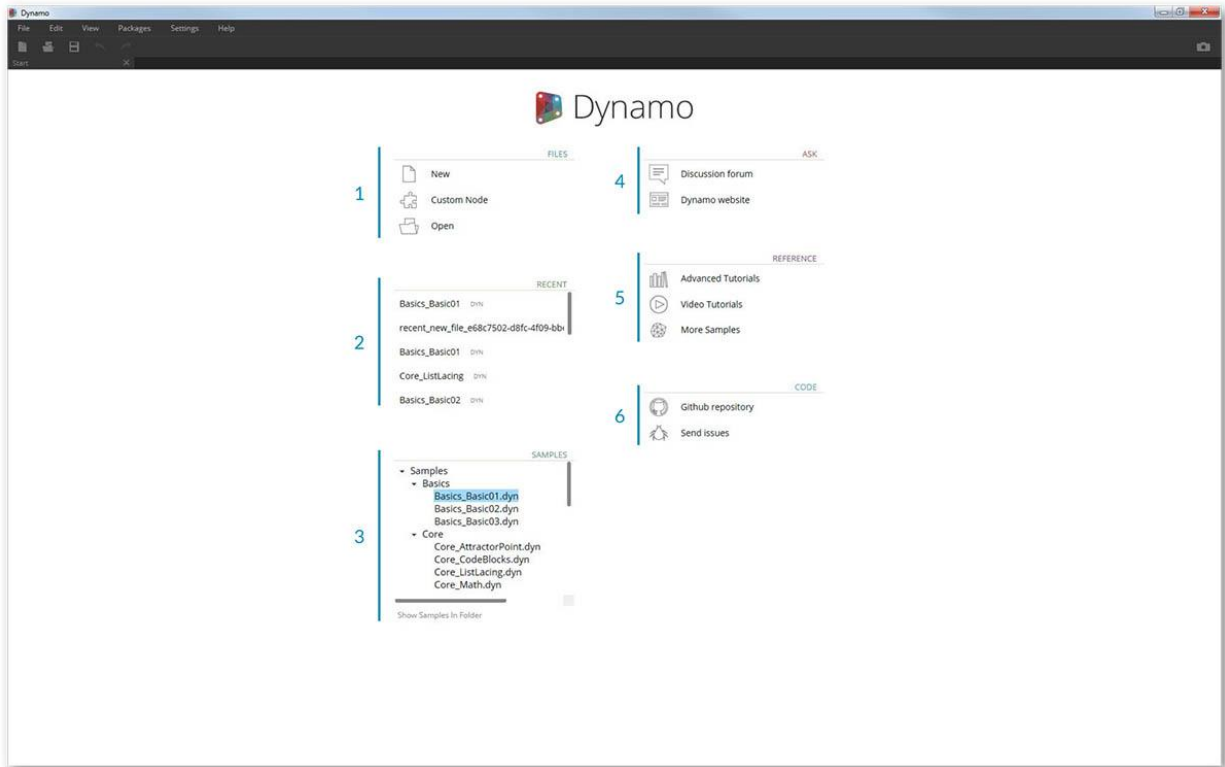 Dynamo
File Edit View Packages Settings Help
Start
Dynamo
FILES
1
New
Custom Node
Open
RECENT
2
Basics_Basic01 DYN
recent_new_file_e68c7502-d8fc-4f09-bb
Basics_Basic01 DYN
Core_ListLacing DYN
Basics_Basic02 DYN
SAMPLES
3
Samples
Basics
Basics_Basic01.dyn
Basics_Basic02.dyn
Basics_Basic03.dyn
Core
Core_AttractorPoint.dyn
Core_CodeBlocks.dyn
Core_ListLacing.dyn
Core_Math.dyn
Show Samples In Folder
ASK
4
Discussion forum
Dynamo website
REFERENCE
5
Advanced Tutorials
Video Tutorials
More Samples
CODE
6
Github repository
Send issues